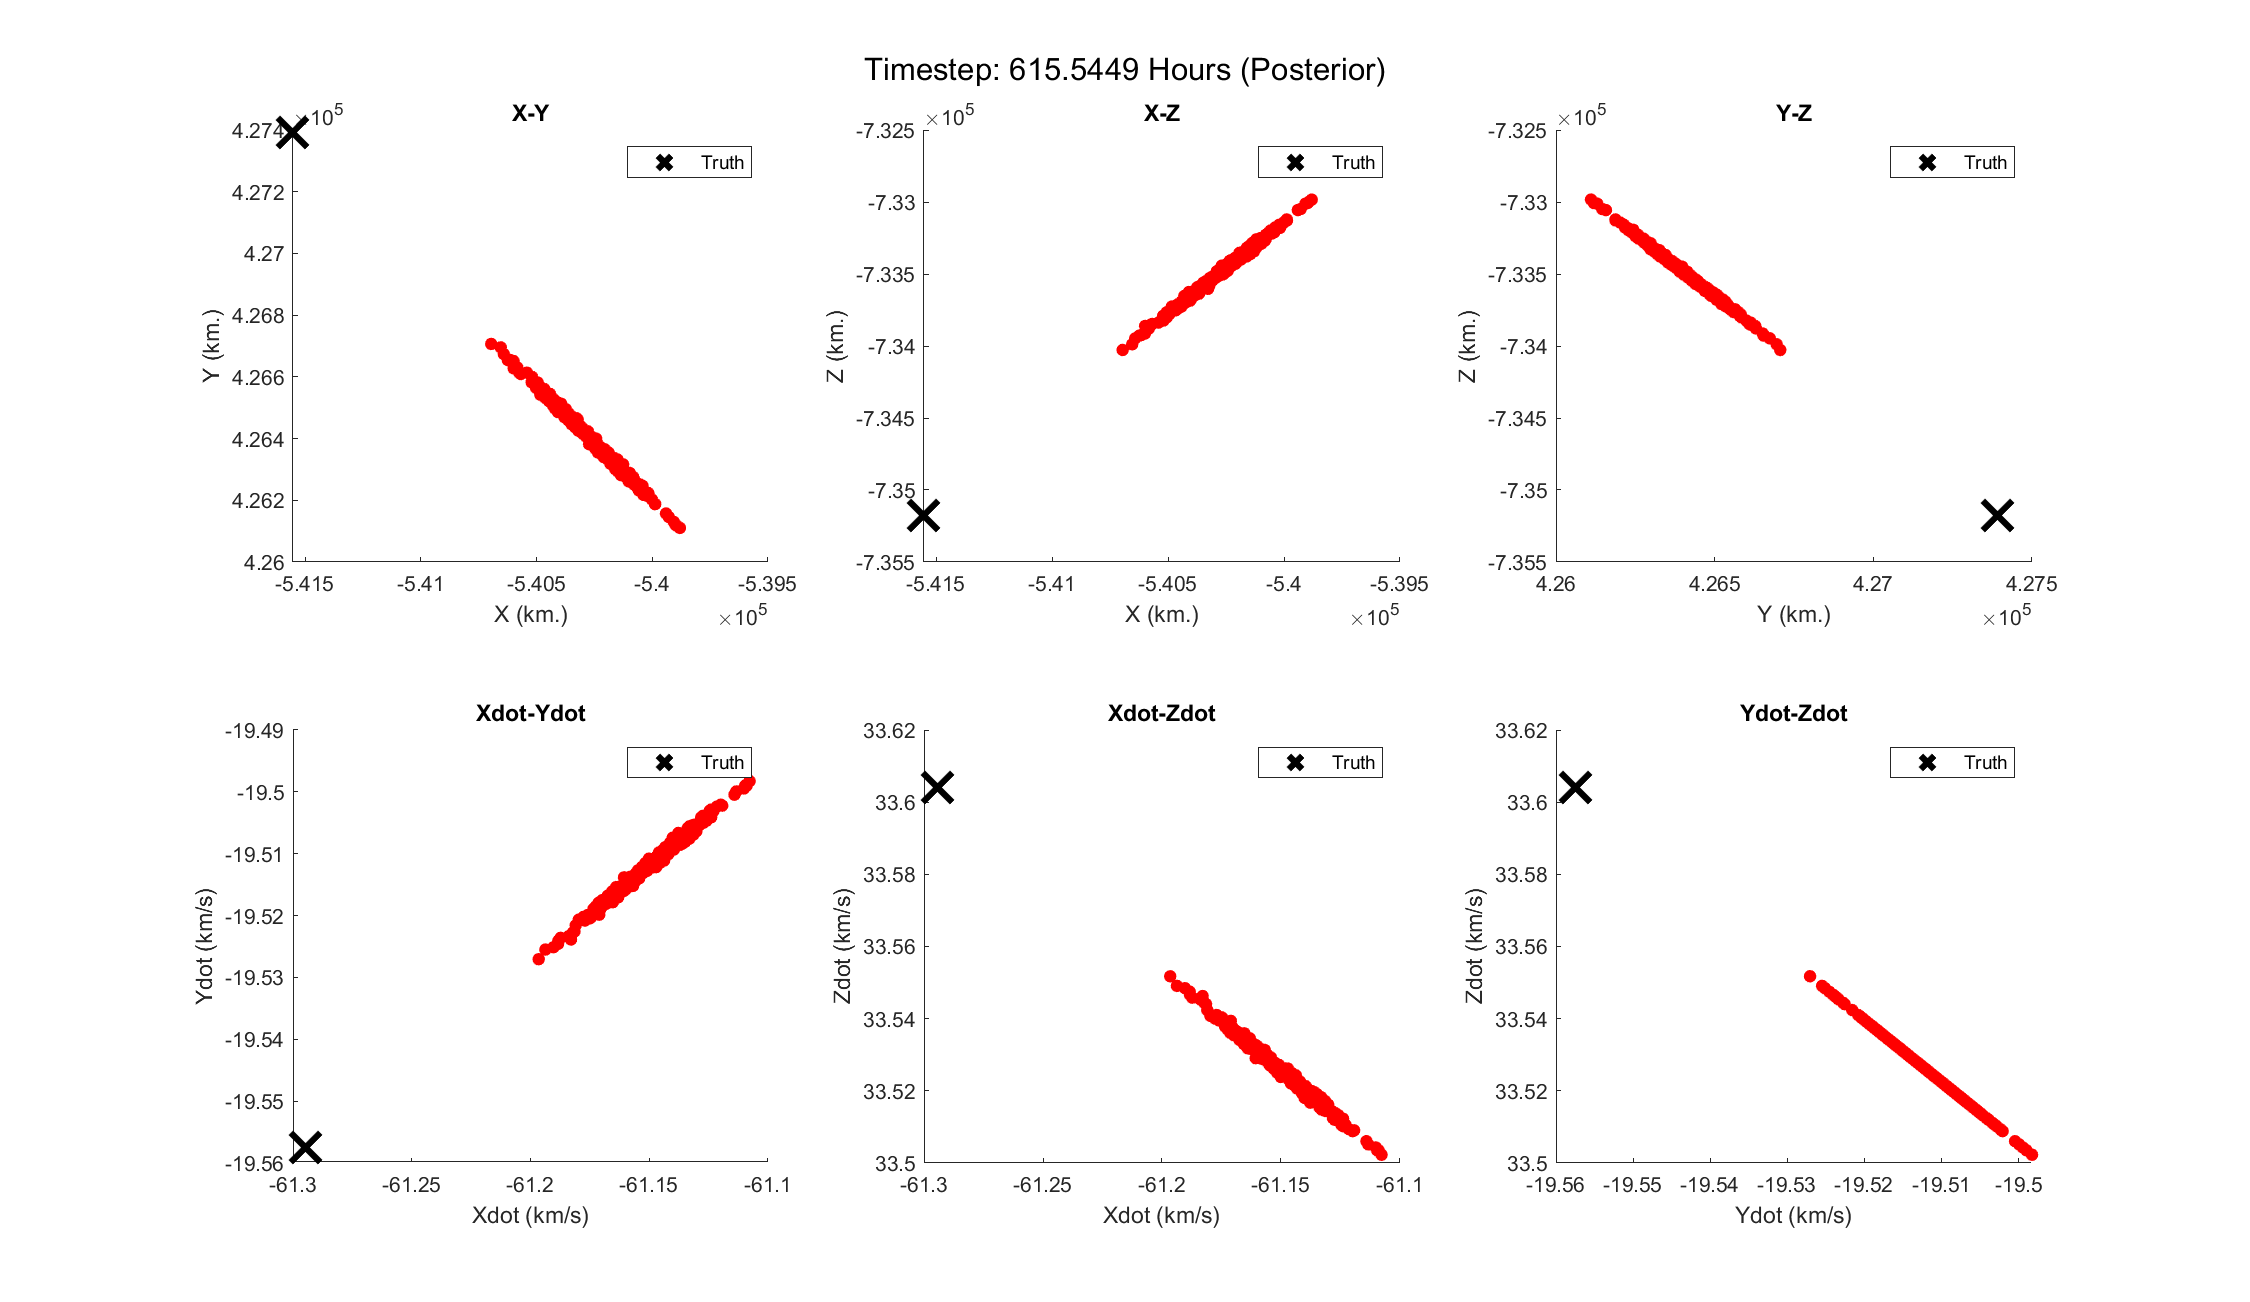 Timestep: 615.5449 Hours (Posterior)
X-Y
×10^5
4.274
4.272
4.27
4.268
4.266
4.264
4.262
4.26
Y (km.)
Truth
-5.415 -5.41 -5.405 -5.4 -5.395
X (km.)
×10^5
X-Z
×10^5
-7.325
-7.33
-7.335
-7.34
-7.345
-7.35
-7.355
Z (km.)
Truth
-5.415 -5.41 -5.405 -5.4 -5.395
X (km.)
×10^5
Y-Z
×10^5
-7.325
-7.33
-7.335
-7.34
-7.345
-7.35
-7.355
Z (km.)
Truth
4.26 4.265 4.27 4.275
Y (km.)
×10^5
Xdot-Ydot
-19.49
-19.5
-19.51
-19.52
-19.53
-19.54
-19.55
-19.56
Ydot (km/s)
Truth
-61.3 -61.25 -61.2 -61.15 -61.1
Xdot (km/s)
Xdot-Zdot
33.62
33.6
33.58
33.56
33.54
33.52
33.5
Zdot (km/s)
Truth
-61.3 -61.25 -61.2 -61.15 -61.1
Xdot (km/s)
Ydot-Zdot
33.62
33.6
33.58
33.56
33.54
33.52
33.5
Zdot (km/s)
Truth
-19.56 -19.55 -19.54 -19.53 -19.52 -19.51 -19.5
Ydot (km/s)